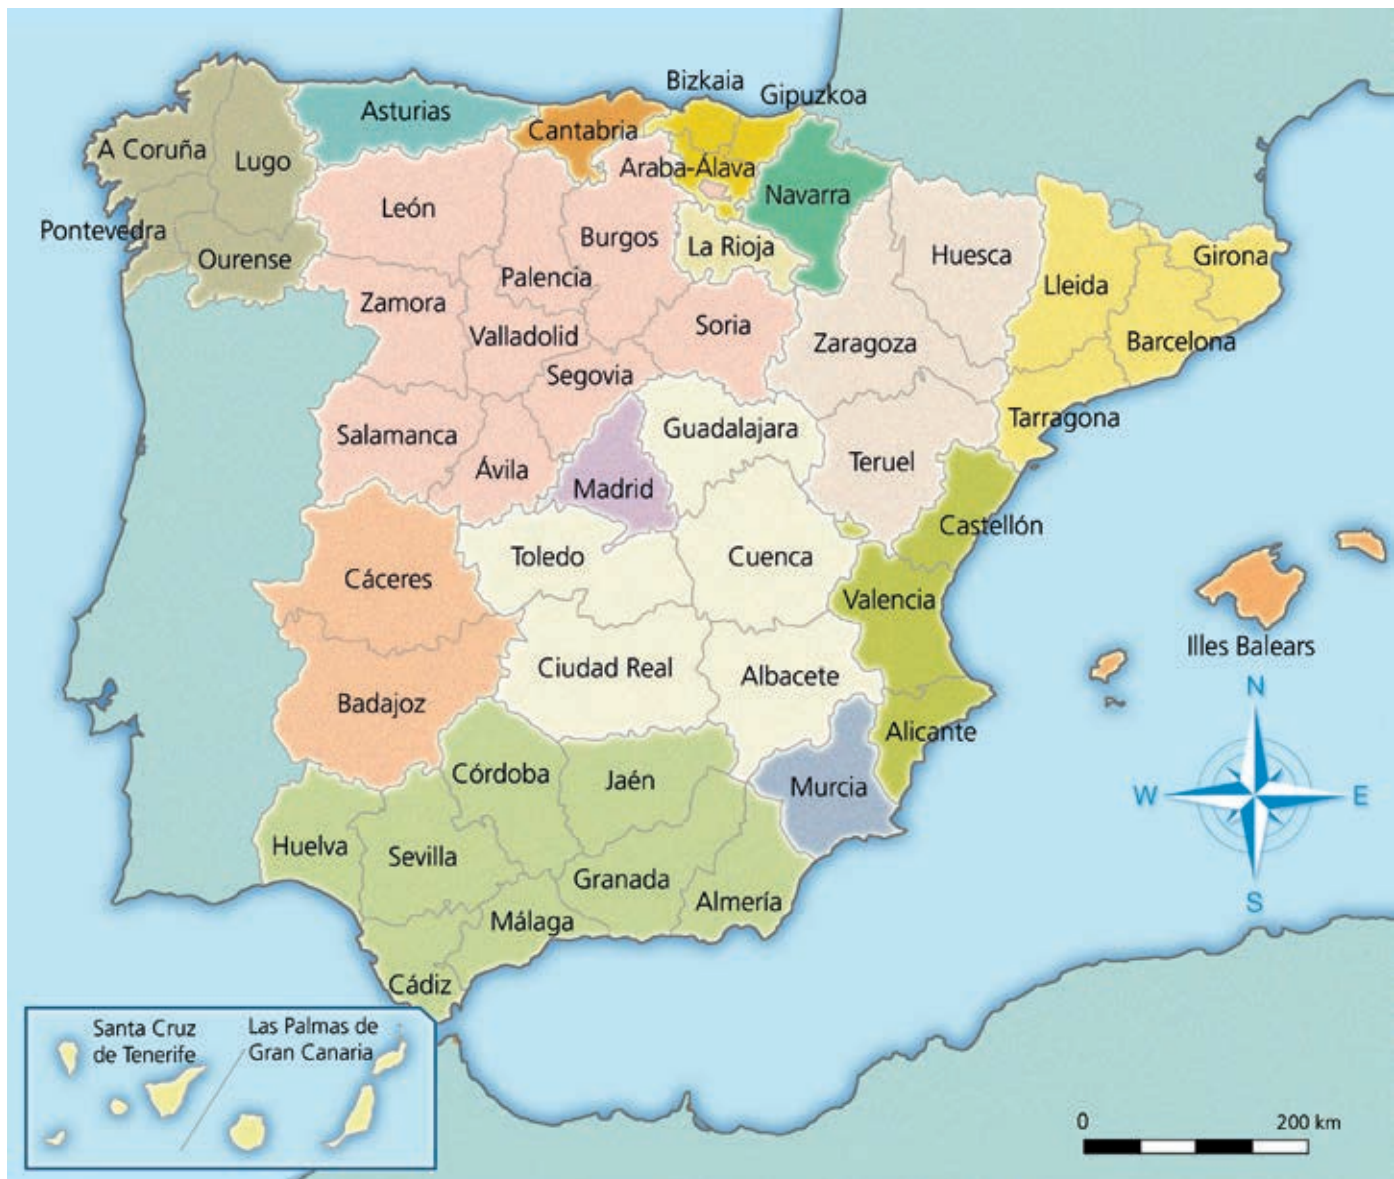 Bizkaia
Gipuzkoa
Asturias
Cantabria
A Coruña
Lugo
Araba-Álava
Navarra
León
Pontevedra
Burgos
La Rioja
Huesca
Girona
Ourense
Palencia
Lleida
Zamora
Valladolid
Soria
Zaragoza
Barcelona
Segovia
Salamanca
Guadalajara
Tarragona
Ávila
Teruel
Madrid
Castellón
Toledo
Cuenca
Cáceres
Valencia
Illes Balears
Ciudad Real
Albacete
Badajoz
Alicante
Córdoba
Jaén
Murcia
N
W
E
S
Huelva
Sevilla
Granada
Almería
Málaga
Cádiz
Santa Cruz
de Tenerife
Las Palmas de
Gran Canaria
0
200 km